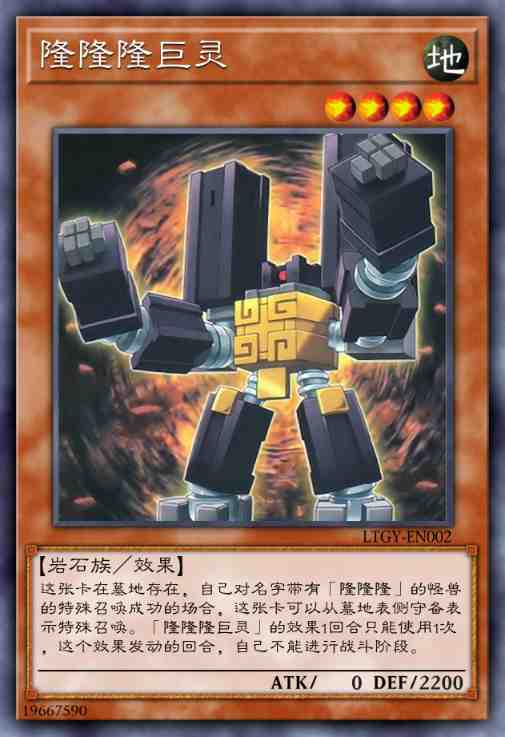 隆隆隆巨灵
地
LTGY-EN002
【岩石族／效果】
这张卡在墓地存在，自己对名字带有「隆隆隆」的怪兽
的特殊召唤成功的场合，这张卡可以从墓地表侧守备表
示特殊召唤。「隆隆隆巨灵」的效果1回合只能使用1次
，这个效果发动的回合，自己不能进行战斗阶段。
ATK/ 0 DEF/2200
19667590